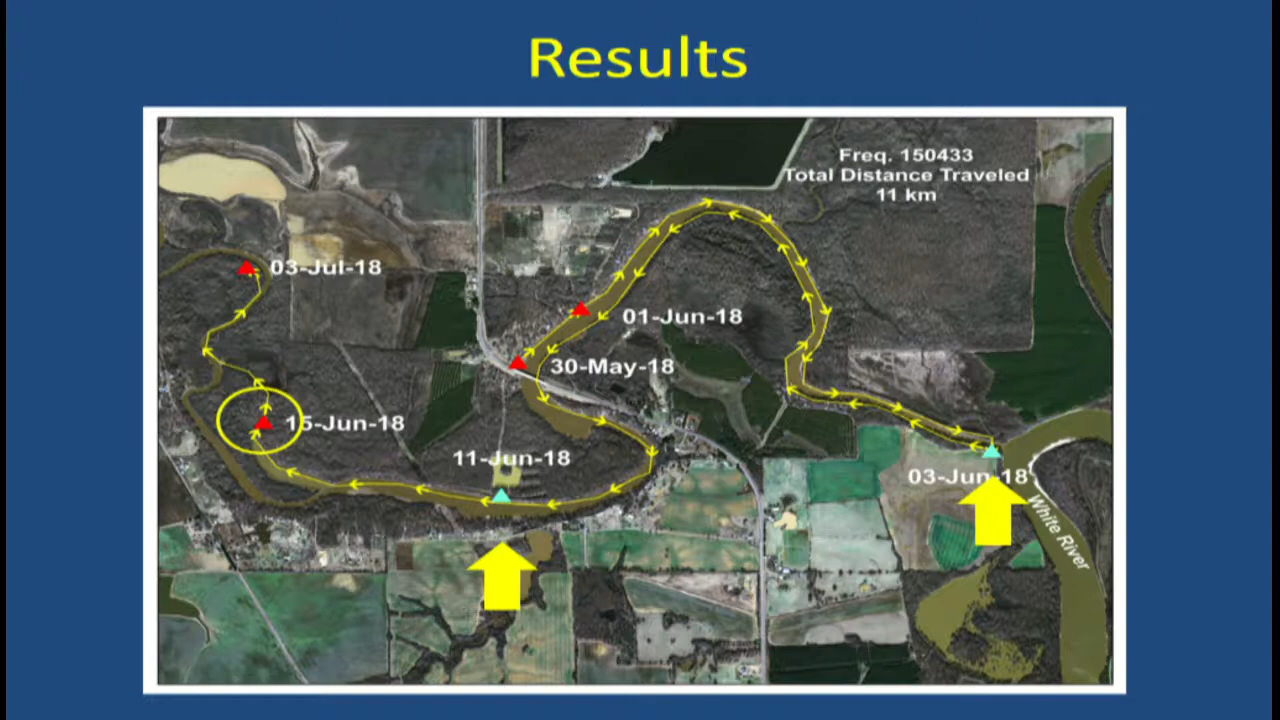 Results
Freq. 150433
Total Distance Traveled
11 km
03-Jul-18
01-Jun-18
30-May-18
15-Jun-18
11-Jun-18
03-Jun-18
White River